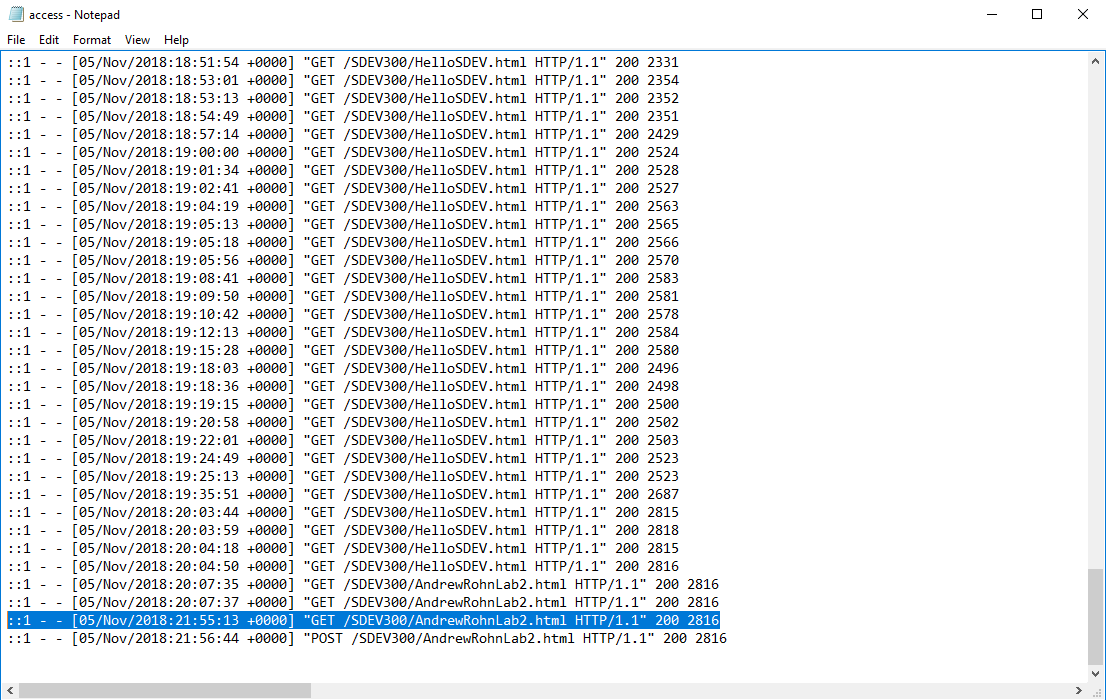 access - Notepad
File Edit Format View Help
::1 - - [05/Nov/2018:18:51:54 +0000] "GET /SDEV300/HelloSDEV.html HTTP/1.1" 200 2331
::1 - - [05/Nov/2018:18:53:01 +0000] "GET /SDEV300/HelloSDEV.html HTTP/1.1" 200 2354
::1 - - [05/Nov/2018:18:53:13 +0000] "GET /SDEV300/HelloSDEV.html HTTP/1.1" 200 2352
::1 - - [05/Nov/2018:18:54:49 +0000] "GET /SDEV300/HelloSDEV.html HTTP/1.1" 200 2351
::1 - - [05/Nov/2018:18:57:14 +0000] "GET /SDEV300/HelloSDEV.html HTTP/1.1" 200 2429
::1 - - [05/Nov/2018:19:00:00 +0000] "GET /SDEV300/HelloSDEV.html HTTP/1.1" 200 2524
::1 - - [05/Nov/2018:19:01:34 +0000] "GET /SDEV300/HelloSDEV.html HTTP/1.1" 200 2528
::1 - - [05/Nov/2018:19:02:41 +0000] "GET /SDEV300/HelloSDEV.html HTTP/1.1" 200 2527
::1 - - [05/Nov/2018:19:04:19 +0000] "GET /SDEV300/HelloSDEV.html HTTP/1.1" 200 2563
::1 - - [05/Nov/2018:19:05:13 +0000] "GET /SDEV300/HelloSDEV.html HTTP/1.1" 200 2565
::1 - - [05/Nov/2018:19:05:18 +0000] "GET /SDEV300/HelloSDEV.html HTTP/1.1" 200 2566
::1 - - [05/Nov/2018:19:05:56 +0000] "GET /SDEV300/HelloSDEV.html HTTP/1.1" 200 2570
::1 - - [05/Nov/2018:19:08:41 +0000] "GET /SDEV300/HelloSDEV.html HTTP/1.1" 200 2583
::1 - - [05/Nov/2018:19:09:50 +0000] "GET /SDEV300/HelloSDEV.html HTTP/1.1" 200 2581
::1 - - [05/Nov/2018:19:10:42 +0000] "GET /SDEV300/HelloSDEV.html HTTP/1.1" 200 2578
::1 - - [05/Nov/2018:19:12:13 +0000] "GET /SDEV300/HelloSDEV.html HTTP/1.1" 200 2584
::1 - - [05/Nov/2018:19:15:28 +0000] "GET /SDEV300/HelloSDEV.html HTTP/1.1" 200 2580
::1 - - [05/Nov/2018:19:18:03 +0000] "GET /SDEV300/HelloSDEV.html HTTP/1.1" 200 2496
::1 - - [05/Nov/2018:19:18:36 +0000] "GET /SDEV300/HelloSDEV.html HTTP/1.1" 200 2498
::1 - - [05/Nov/2018:19:19:15 +0000] "GET /SDEV300/HelloSDEV.html HTTP/1.1" 200 2500
::1 - - [05/Nov/2018:19:20:58 +0000] "GET /SDEV300/HelloSDEV.html HTTP/1.1" 200 2502
::1 - - [05/Nov/2018:19:22:01 +0000] "GET /SDEV300/HelloSDEV.html HTTP/1.1" 200 2503
::1 - - [05/Nov/2018:19:24:49 +0000] "GET /SDEV300/HelloSDEV.html HTTP/1.1" 200 2523
::1 - - [05/Nov/2018:19:25:13 +0000] "GET /SDEV300/HelloSDEV.html HTTP/1.1" 200 2523
::1 - - [05/Nov/2018:19:35:51 +0000] "GET /SDEV300/HelloSDEV.html HTTP/1.1" 200 2687
::1 - - [05/Nov/2018:20:03:44 +0000] "GET /SDEV300/HelloSDEV.html HTTP/1.1" 200 2815
::1 - - [05/Nov/2018:20:03:59 +0000] "GET /SDEV300/HelloSDEV.html HTTP/1.1" 200 2818
::1 - - [05/Nov/2018:20:04:18 +0000] "GET /SDEV300/HelloSDEV.html HTTP/1.1" 200 2815
::1 - - [05/Nov/2018:20:04:50 +0000] "GET /SDEV300/HelloSDEV.html HTTP/1.1" 200 2816
::1 - - [05/Nov/2018:20:07:35 +0000] "GET /SDEV300/AndrewRohnLab2.html HTTP/1.1" 200 2816
::1 - - [05/Nov/2018:20:07:37 +0000] "GET /SDEV300/AndrewRohnLab2.html HTTP/1.1" 200 2816
::1 - - [05/Nov/2018:21:55:13 +0000] "GET /SDEV300/AndrewRohnLab2.html HTTP/1.1" 200 2816
::1 - - [05/Nov/2018:21:56:44 +0000] "POST /SDEV300/AndrewRohnLab2.html HTTP/1.1" 200 2816